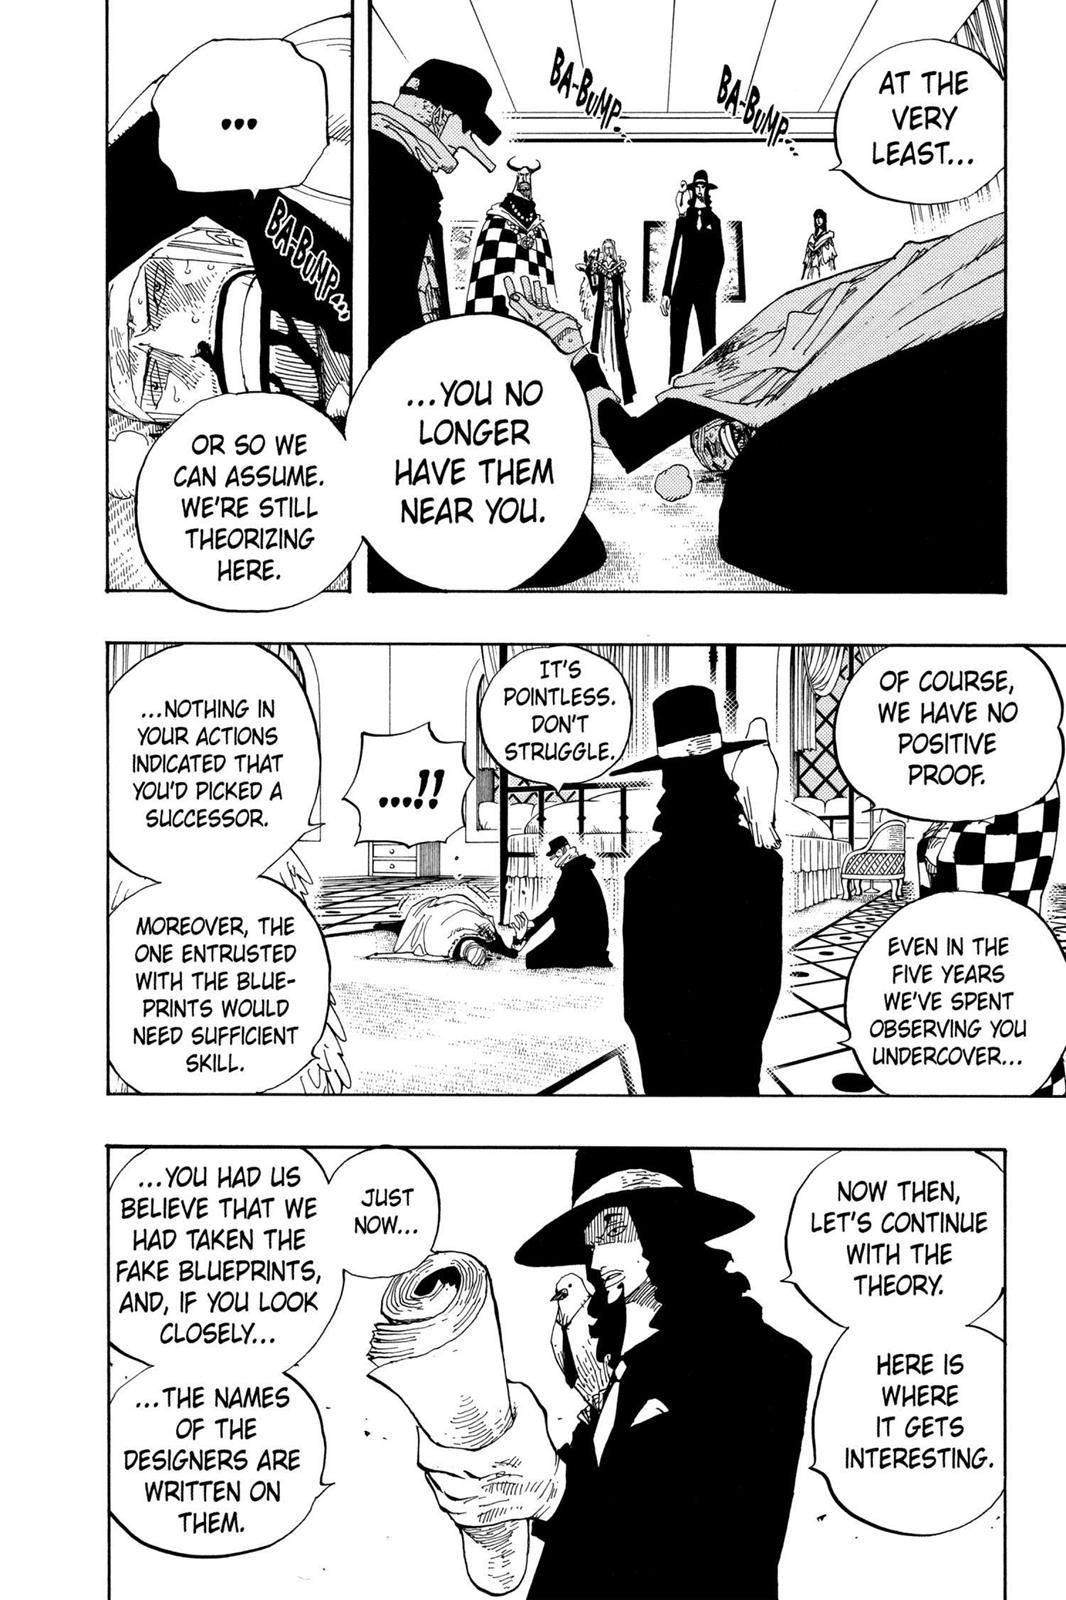 AT THE
VERY
LEAST...
BA-BUMP...
BA-BUMP...
...YOU NO
LONGER
HAVE THEM
NEAR YOU.
...
BA-BUMP...
OR SO WE
CAN ASSUME.
WE'RE STILL
THEORIZING
HERE.
OF COURSE,
WE HAVE NO
POSITIVE
PROOF.
EVEN IN THE
FIVE YEARS
WE'VE SPENT
OBSERVING YOU
UNDERCOVER...
IT'S
POINTLESS.
DON'T
STRUGGLE.
.....!!
...NOTHING IN
YOUR ACTIONS
INDICATED THAT
YOU'D PICKED A
SUCCESSOR.
MOREOVER, THE
ONE ENTRUSTED
WITH THE BLUE-
PRINTS WOULD
NEED SUFFICIENT
SKILL.
NOW THEN,
LET'S CONTINUE
WITH THE
THEORY.
HERE IS
WHERE
IT GETS
INTERESTING.
JUST
NOW...
...YOU HAD US
BELIEVE THAT WE
HAD TAKEN THE
FAKE BLUEPRINTS,
AND, IF YOU LOOK
CLOSELY...
...THE NAMES
OF THE
DESIGNERS ARE
WRITTEN ON
THEM.